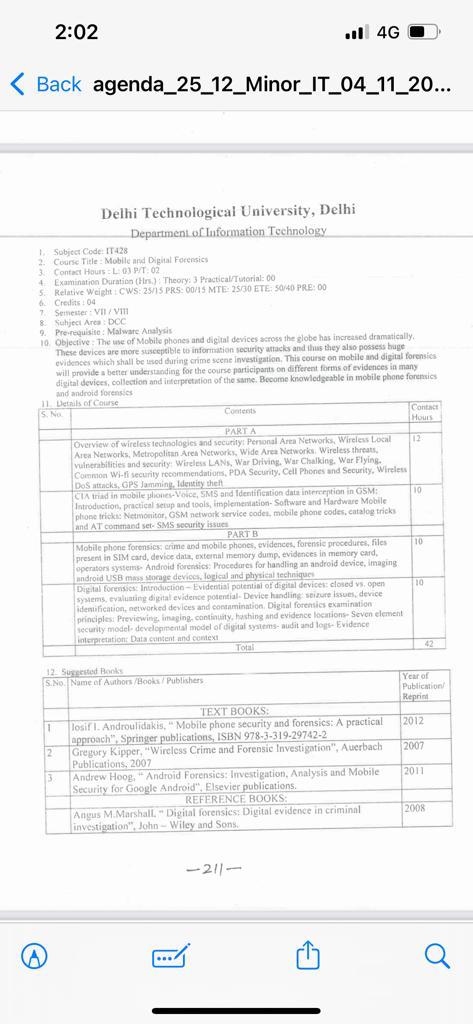 2:02
4G
Back agenda_25_12_Minor_IT_04_11_20...
Delhi Technological University, Delhi
Department of Information Technology
1. Subject Code: IT428
2. Course Title : Mobile and Digital Forensics
3. Contact Hours : L: 03 P/T: 02
4. Examination Duration (Hrs.) : Theory: 3 Practical/Tutorial: 00
5. Relative Weight : CWS: 25/15 PRS: 00/15 MTE: 25/30 ETE: 50/40 PRE: 00
6. Credits : 04
7. Semester : VII / VIII
8. Subject Area : DCC
9. Pre-requisite : Malware Analysis
10. Objective : The use of Mobile phones and digital devices across the globe has increased dramatically.
These devices are more susceptible to information security attacks and thus they also possess huge
evidences which shall be used during crime scene investigation. This course on mobile and digital forensics
will provide a better understanding for the course participants on different forms of evidences in many
digital devices, collection and interpretation of the same. Become knowledgeable in mobile phone forensics
and android forensics
11. Details of Course
S. No. Contents Contact
Hours
PART A
Overview of wireless technologies and security: Personal Area Networks, Wireless Local 12
Area Networks, Metropolitan Area Networks, Wide Area Networks. Wireless threats,
vulnerabilities and security: Wireless LANs, War Driving, War Chalking, War Flying,
Common Wi-fi security recommendations, PDA Security, Cell Phones and Security, Wireless
DoS attacks, GPS Jamming, Identity theft
CIA triad in mobile phones-Voice, SMS and Identification data interception in GSM: 10
Introduction, practical setup and tools, implementation- Software and Hardware Mobile
phone tricks: Netmonitor, GSM network service codes, mobile phone codes, catalog tricks
and AT command set- SMS security issues
PART B
Mobile phone forensics: crime and mobile phones, evidences, forensic procedures, files 10
present in SIM card, device data, external memory dump, evidences in memory card,
operators systems- Android forensics: Procedures for handling an android device, imaging
android USB mass storage devices, logical and physical techniques
Digital forensics: Introduction – Evidential potential of digital devices: closed vs. open 10
systems, evaluating digital evidence potential- Device handling: seizure issues, device
identification, networked devices and contamination. Digital forensics examination
principles: Previewing, imaging, continuity, hashing and evidence locations- Seven element
security model- developmental model of digital systems- audit and logs- Evidence
interpretation: Data content and context
Total 42
12. Suggested Books
S.No. Name of Authors /Books / Publishers Year of
Publication/
Reprint
TEXT BOOKS:
1 Iosif I. Androulidakis, “ Mobile phone security and forensics: A practical 2012
approach”, Springer publications, ISBN 978-3-319-29742-2
2 Gregory Kipper, “Wireless Crime and Forensic Investigation”, Auerbach 2007
Publications, 2007
3 Andrew Hoog, “ Android Forensics: Investigation, Analysis and Mobile 2011
Security for Google Android”, Elsevier publications.
REFERENCE BOOKS:
Angus M.Marshall, “ Digital forensics: Digital evidence in criminal 2008
investigation”, John – Wiley and Sons.
—211—